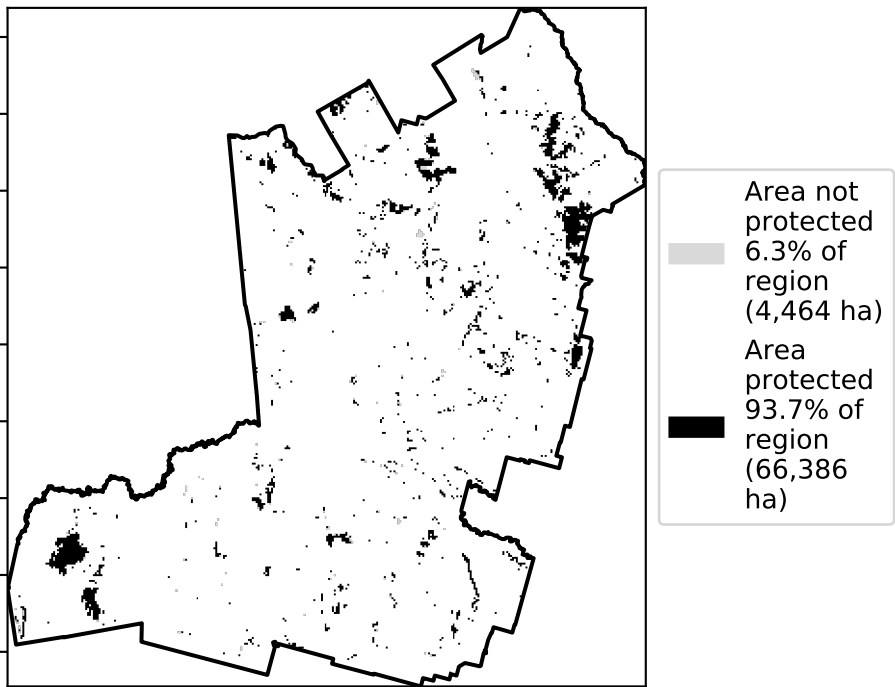 Area not
protected
6.3% of
region
(4,464 ha)
Area
protected
93.7% of
region
(66,386
ha)